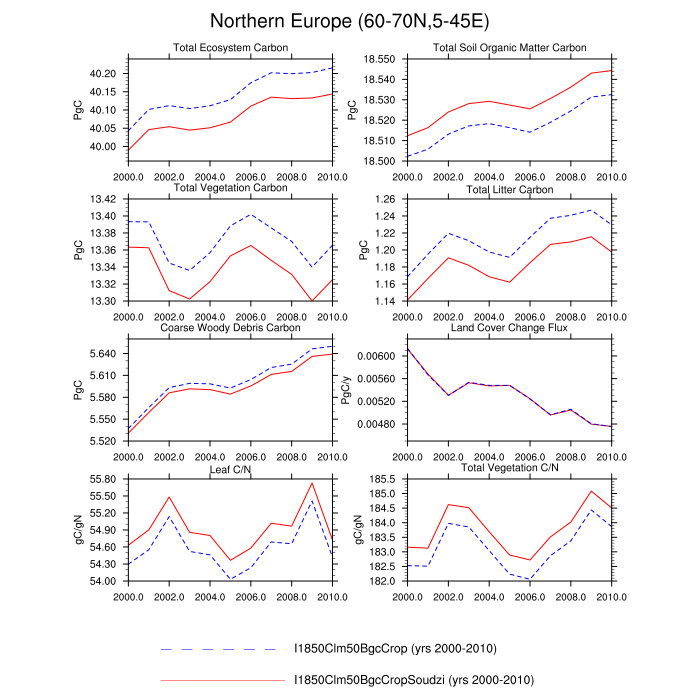 Northern Europe (60-70N,5-45E)
Total Ecosystem Carbon
Total Soil Organic Matter Carbon
PgC
40.20
40.15
40.10
40.05
40.00
2000.0 2002.0 2004.0 2006.0 2008.0 2010.0
PgC
18.550
18.540
18.530
18.520
18.510
18.500
2000.0 2002.0 2004.0 2006.0 2008.0 2010.0
Total Vegetation Carbon
Total Litter Carbon
PgC
13.42
13.40
13.38
13.36
13.34
13.32
13.30
2000.0 2002.0 2004.0 2006.0 2008.0 2010.0
PgC
1.26
1.24
1.22
1.20
1.18
1.16
1.14
2000.0 2002.0 2004.0 2006.0 2008.0 2010.0
Coarse Woody Debris Carbon
Land Cover Change Flux
PgC
5.640
5.610
5.580
5.550
5.520
2000.0 2002.0 2004.0 2006.0 2008.0 2010.0
PgC/y
0.00600
0.00560
0.00520
0.00480
2000.0 2002.0 2004.0 2006.0 2008.0 2010.0
Leaf C/N
Total Vegetation C/N
gC/gN
55.80
55.50
55.20
54.90
54.60
54.30
54.00
2000.0 2002.0 2004.0 2006.0 2008.0 2010.0
gC/gN
185.5
185.0
184.5
184.0
183.5
183.0
182.5
182.0
2000.0 2002.0 2004.0 2006.0 2008.0 2010.0
I1850Clm50BgcCrop (yrs 2000-2010)
I1850Clm50BgcCropSoudzi (yrs 2000-2010)